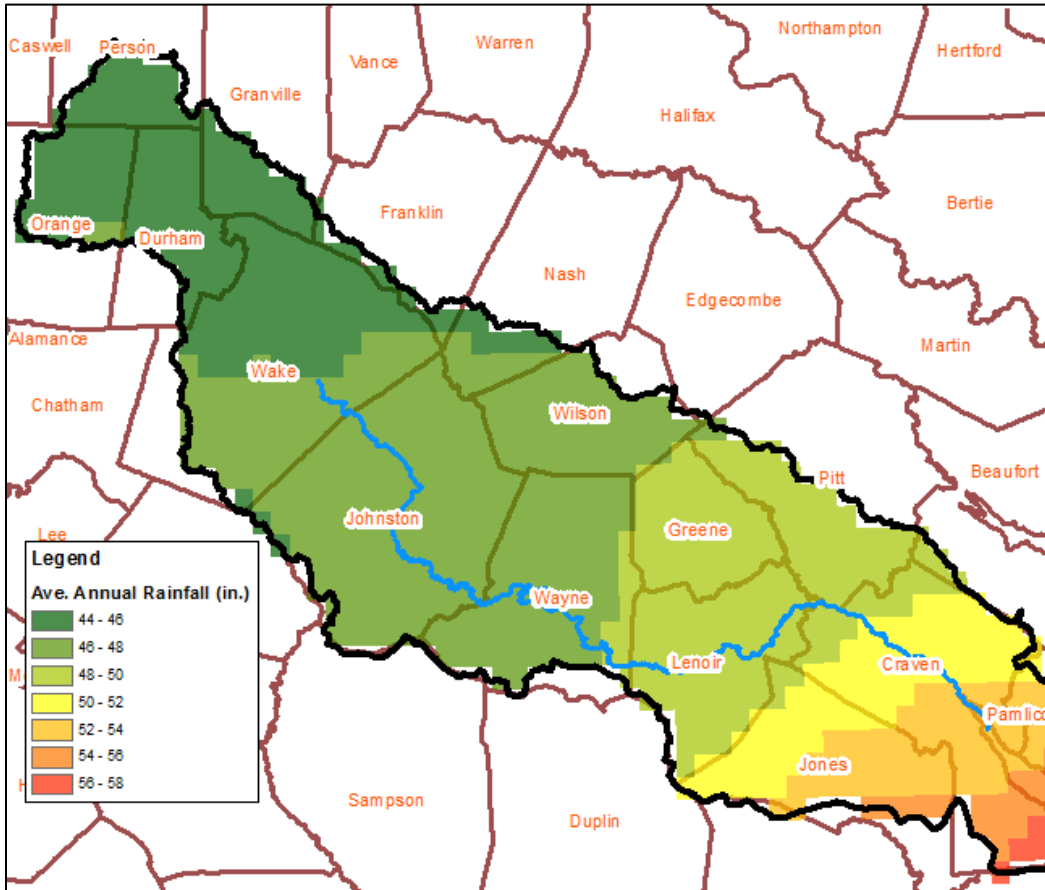 Caswell
Person
Warren
Northampton
Hertford
Vance
Granville
Halifax
Bertie
Franklin
Orange
Durham
Nash
Edgecombe
Alamance
Martin
Wake
Chatham
Wilson
Beaufort
Pitt
Lee
Johnston
Greene
Legend
Ave. Annual Rainfall (in.)
44 - 46
46 - 48
48 - 50
50 - 52
52 - 54
54 - 56
56 - 58
Wayne
Lenoir
Craven
Pamlico
Jones
Sampson
Duplin